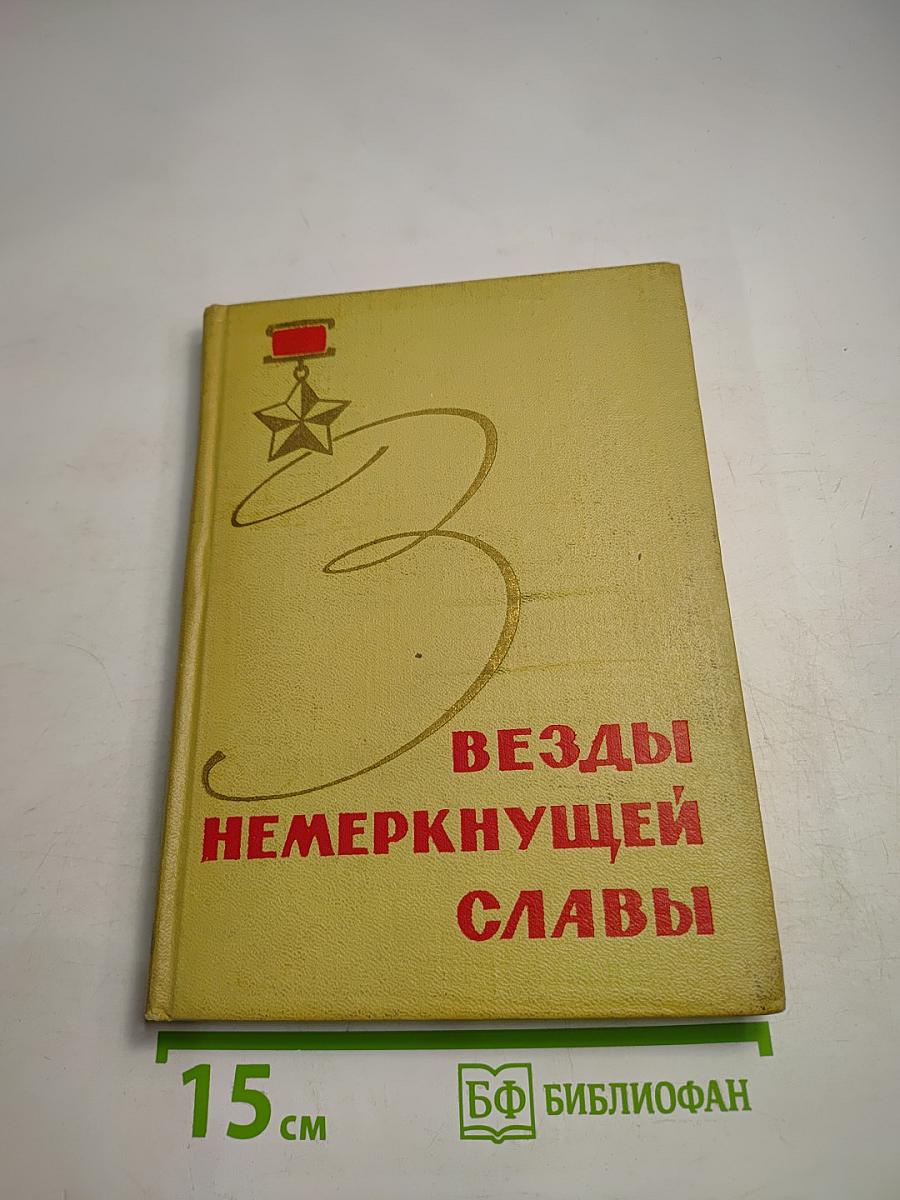 ЗВЕЗДЫ
НЕМЕРКНУЩЕЙ
СЛАВЫ
15 см
БФ БИБЛИОФАН